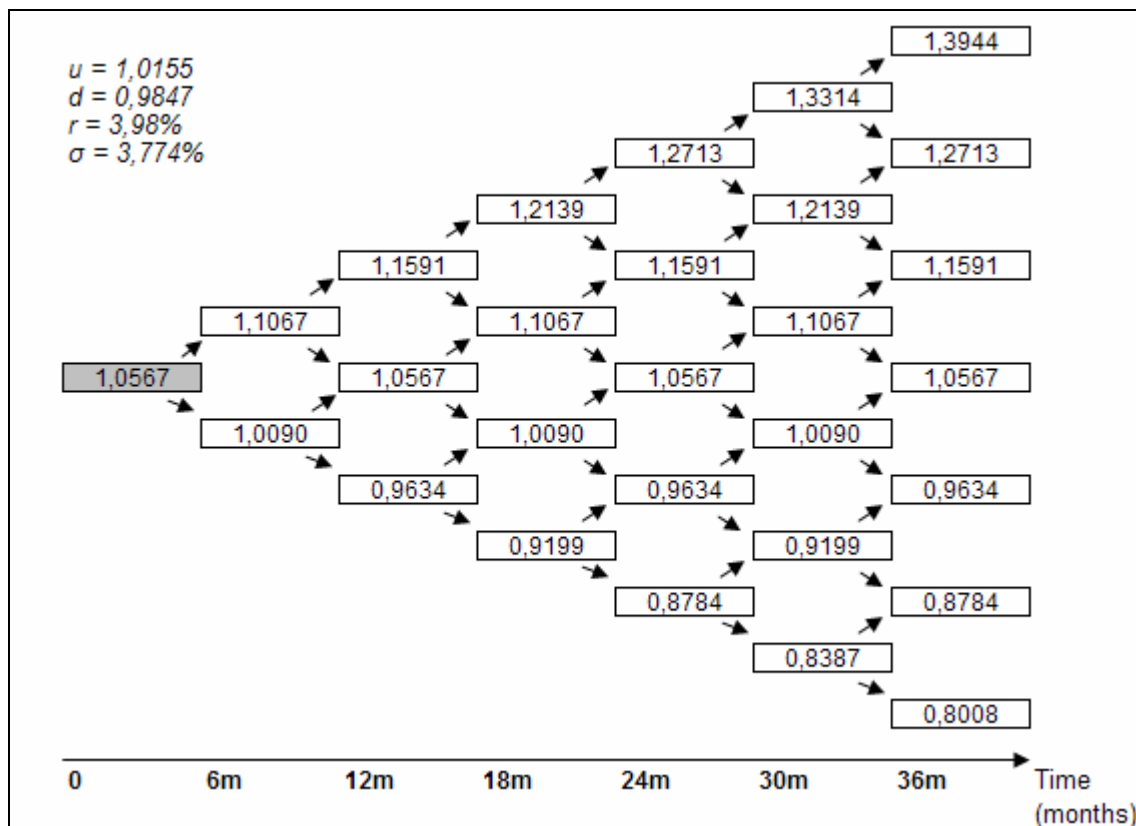 1,3944
u = 1,0155
d = 0,9847
r = 3,98%
σ = 3,774%
1,3314
1,2713 1,2713
1,2139 1,2139
1,1591 1,1591 1,1591
1,1067 1,1067 1,1067
1,0567 1,0567 1,0567 1,0567
1,0090 1,0090 1,0090
0,9634 0,9634 0,9634
0,9199 0,9199
0,8784 0,8784
0,8387
0,8008
0 6m 12m 18m 24m 30m 36m Time
(months)